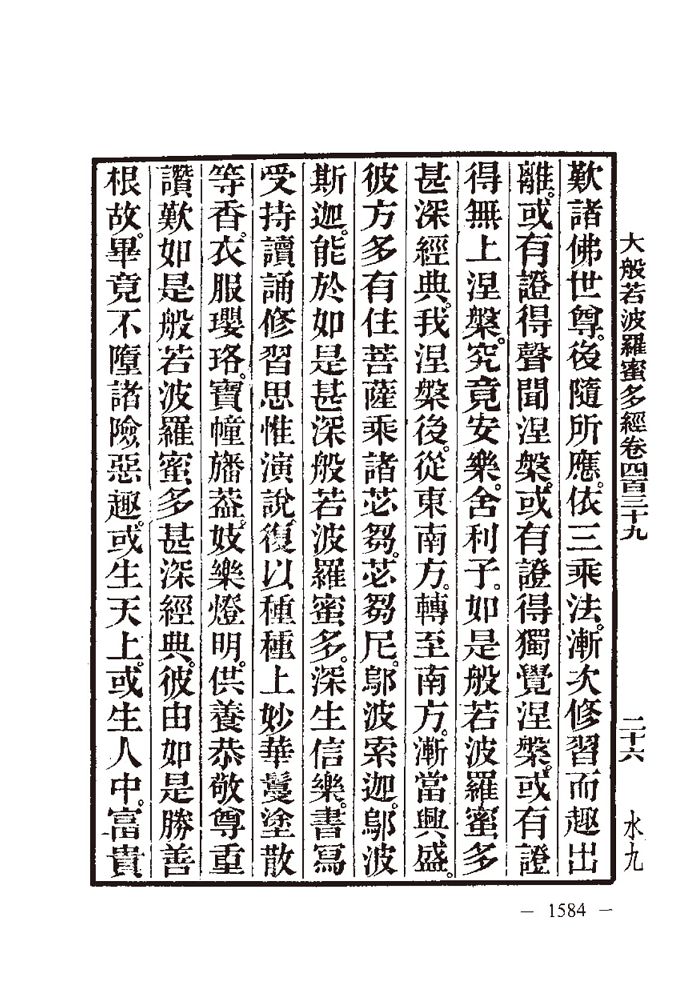 大般若波羅蜜多經卷四百三十九
二十六
水九
歎諸佛世尊。後隨所應。依三乘法。漸次修習而趣出
離。或有證得聲聞涅槃。或有證得獨覺涅槃。或有證
得無上涅槃。究竟安樂。舍利子。如是般若波羅蜜多
甚深經典。我涅槃後。從東南方。轉至南方。漸當興盛。
彼方多有住菩薩乘諸苾芻。苾芻尼。鄔波索迦。鄔波
斯迦。能於如是甚深般若波羅蜜多。深生信樂。書寫
受持讀誦修習思惟演說。復以種種上妙華鬘塗散
等香。衣服瓔珞。寶幢旛葢。妓樂燈明。供養恭敬尊重
讚歎如是般若波羅蜜多甚深經典。彼由如是勝善
根故。畢竟不墮諸險惡趣。或生天上。或生人中。富貴
— 1584 —